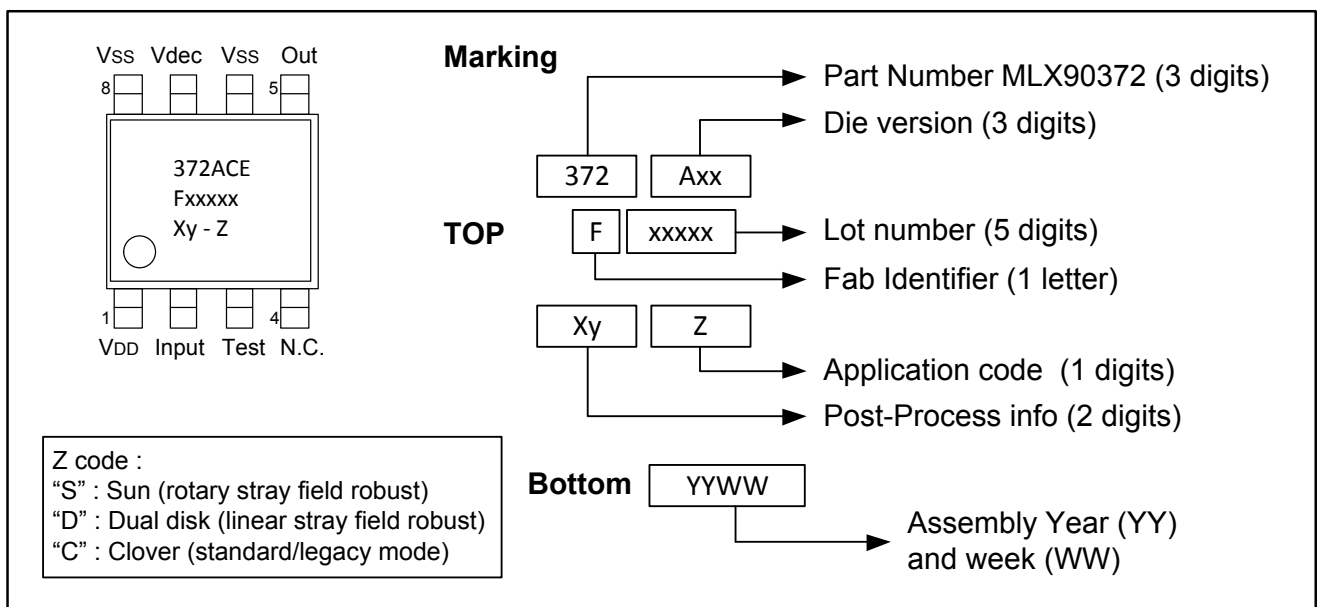 Vss Vdec Vss Out
8 5
372ACE
Fxxxxx
Xy - Z
1 4
VDD Input Test N.C.
Marking
Part Number MLX90372 (3 digits)
Die version (3 digits)
372 Axx
TOP
F xxxxx
Lot number (5 digits)
Fab Identifier (1 letter)
Xy Z
Application code (1 digits)
Post-Process info (2 digits)
Z code :
“S” : Sun (rotary stray field robust)
“D” : Dual disk (linear stray field robust)
“C” : Clover (standard/legacy mode)
Bottom YYWW
Assembly Year (YY)
and week (WW)